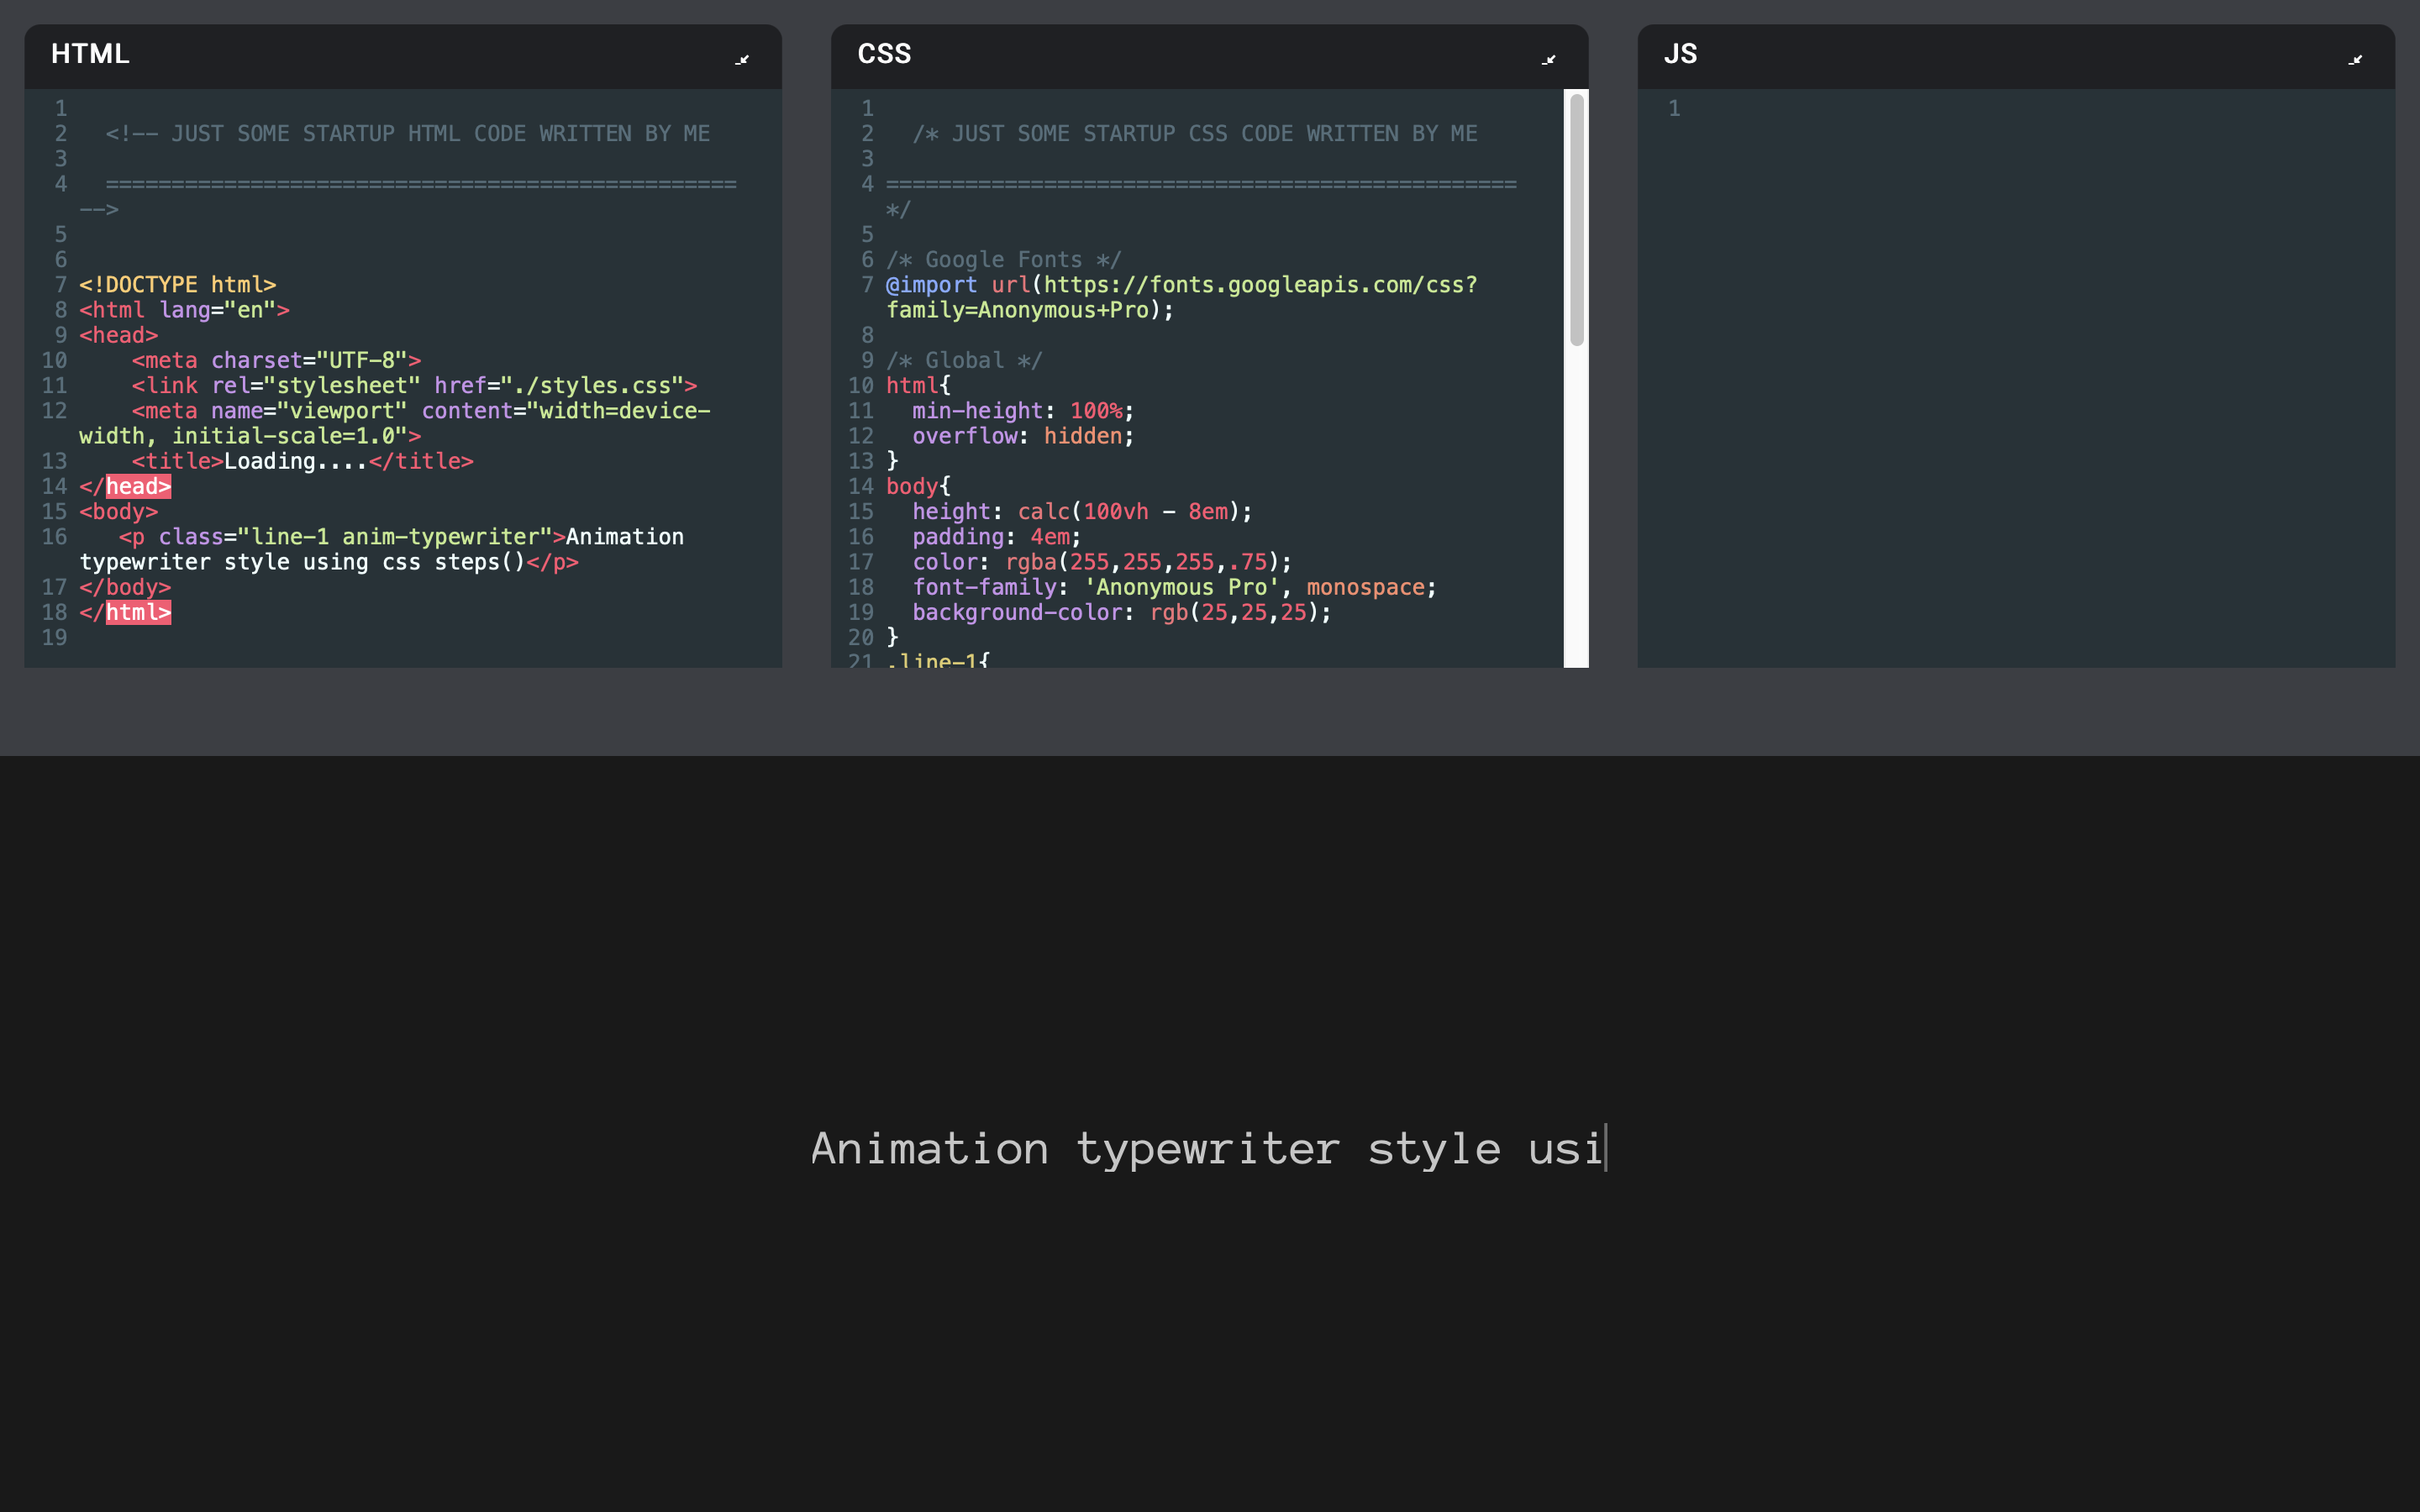 HTML
1
2 <!-- JUST SOME STARTUP HTML CODE WRITTEN BY ME
3
4 ================================================
-->
5
6
7 <!DOCTYPE html>
8 <html lang="en">
9 <head>
10 <meta charset="UTF-8">
11 <link rel="stylesheet" href="./styles.css">
12 <meta name="viewport" content="width=device-
width, initial-scale=1.0">
13 <title>Loading....</title>
14 </head>
15 <body>
16 <p class="line-1 anim-typewriter">Animation
typewriter style using css steps()</p>
17 </body>
18 </html>
19
CSS
1
2 /* JUST SOME STARTUP CSS CODE WRITTEN BY ME
3
4 ================================================
*/
5
6 /* Google Fonts */
7 @import url(https://fonts.googleapis.com/css?
family=Anonymous+Pro);
8
9 /* Global */
10 html{
11 min-height: 100%;
12 overflow: hidden;
13 }
14 body{
15 height: calc(100vh - 8em);
16 padding: 4em;
17 color: rgba(255,255,255,.75);
18 font-family: 'Anonymous Pro', monospace;
19 background-color: rgb(25,25,25);
20 }
21 .line-1{
JS
1
Animation typewriter style usi